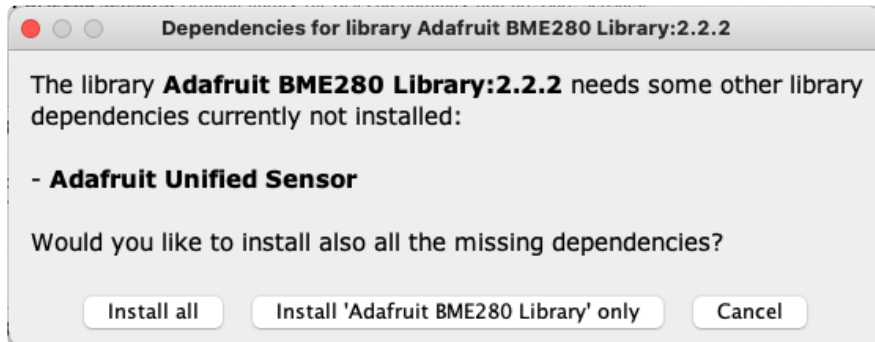 Dependencies for library Adafruit BME280 Library:2.2.2
The library Adafruit BME280 Library:2.2.2 needs some other library
dependencies currently not installed:
- Adafruit Unified Sensor
Would you like to install also all the missing dependencies?
Install all Install 'Adafruit BME280 Library' only Cancel